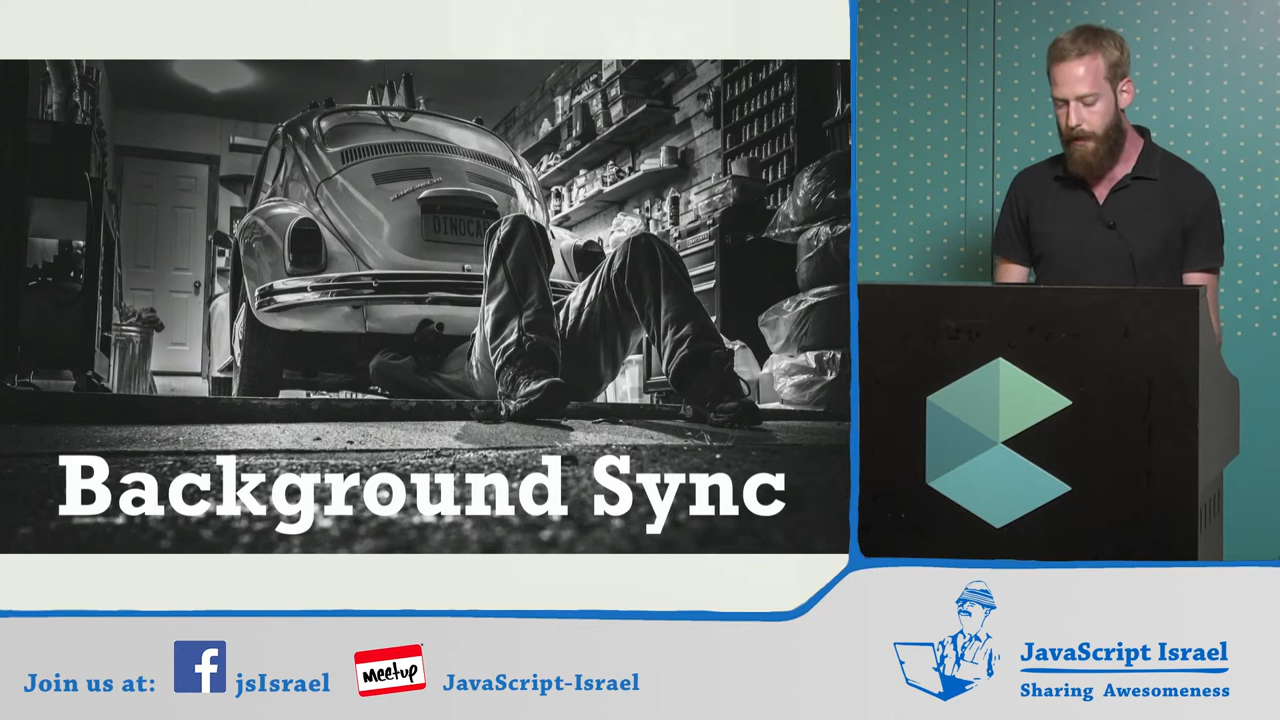 DINOCAR
Background Sync
Join us at:
f
jsIsrael
meetup
JavaScript-Israel
JavaScript Israel
Sharing Awesomeness